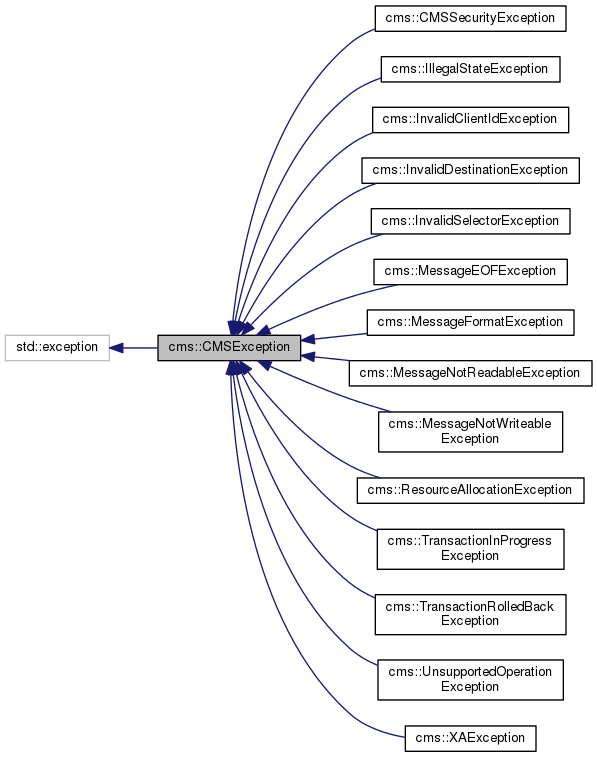 cms::CMSSecurityException
cms::IllegalStateException
cms::InvalidClientIdException
cms::InvalidDestinationException
cms::InvalidSelectorException
cms::MessageEOFException
cms::MessageFormatException
std::exception
cms::CMSException
cms::MessageNotReadableException
cms::MessageNotWriteable
Exception
cms::ResourceAllocationException
cms::TransactionInProgress
Exception
cms::TransactionRolledBack
Exception
cms::UnsupportedOperation
Exception
cms::XAException